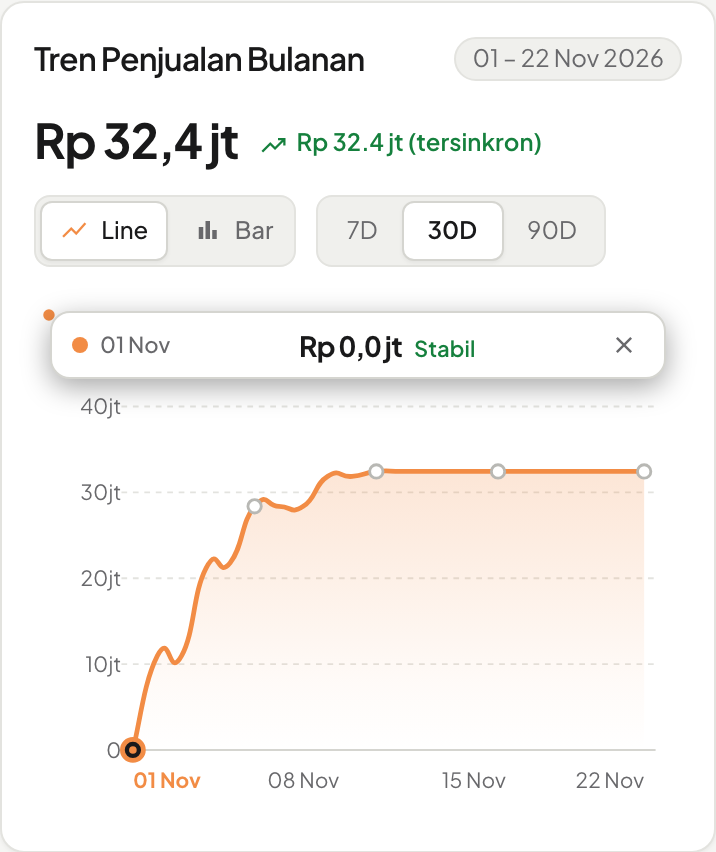 Tren Penjualan Bulanan
01 – 22 Nov 2026
Rp 32,4 jt
Rp 32.4 jt (tersinkron)
Line
Bar
7D
30D
90D
01 Nov
Rp 0,0 jt
Stabil
40jt
30jt
20jt
10jt
0
01 Nov
08 Nov
15 Nov
22 Nov